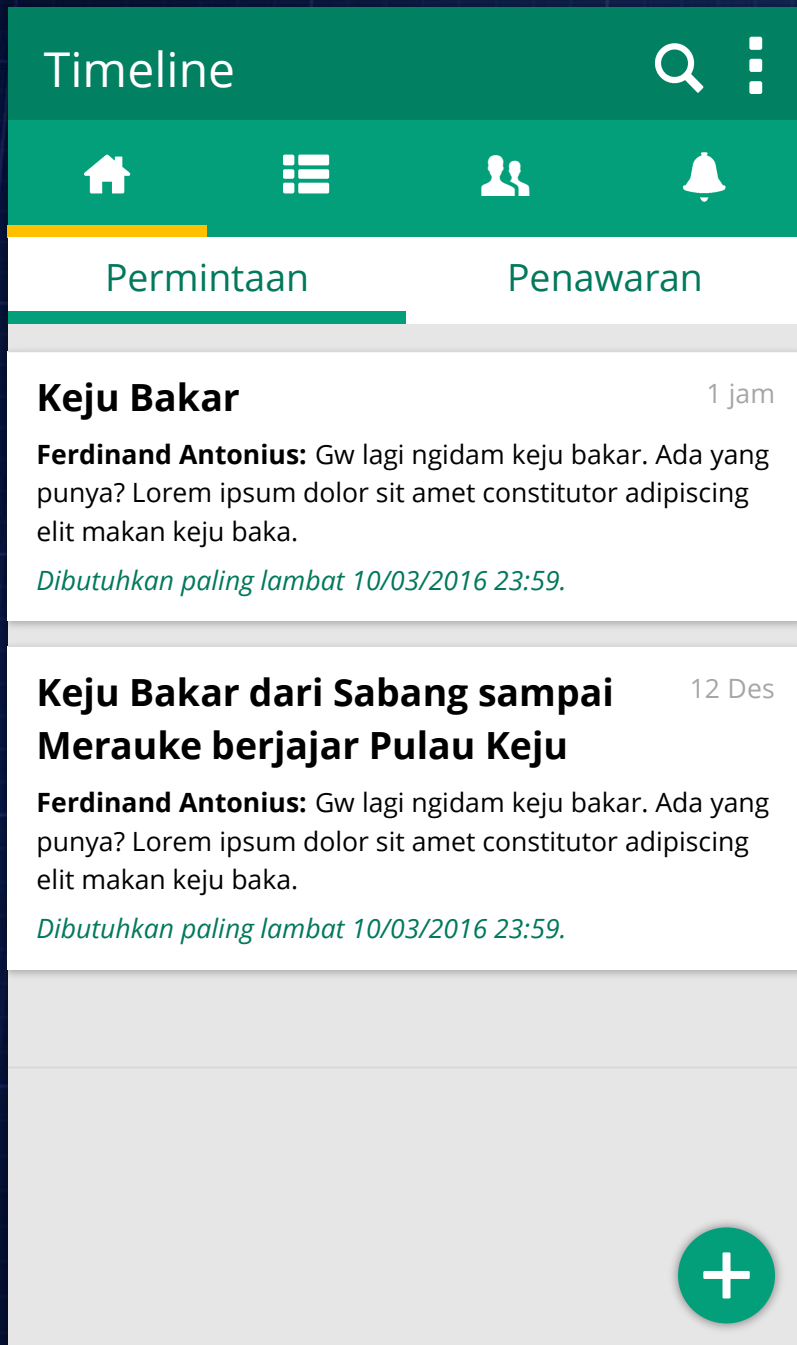 Timeline
Permintaan Penawaran
Keju Bakar 1 jam
Ferdinand Antonius: Gw lagi ngidam keju bakar. Ada yang
punya? Lorem ipsum dolor sit amet constitutor adipiscing
elit makan keju baka.
Dibutuhkan paling lambat 10/03/2016 23:59.
Keju Bakar dari Sabang sampai 12 Des
Merauke berjajar Pulau Keju
Ferdinand Antonius: Gw lagi ngidam keju bakar. Ada yang
punya? Lorem ipsum dolor sit amet constitutor adipiscing
elit makan keju baka.
Dibutuhkan paling lambat 10/03/2016 23:59.